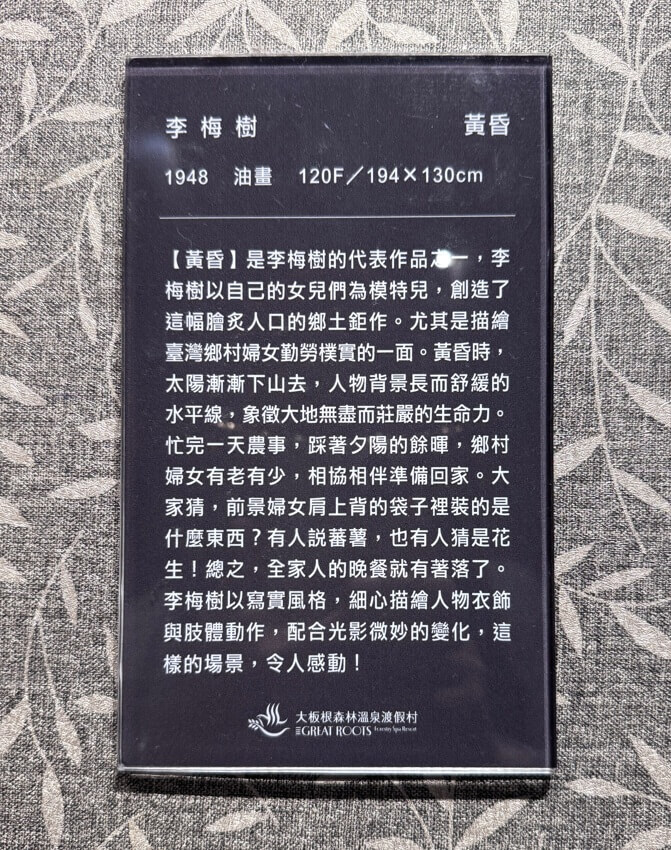 李梅樹 黃昏
1948 油畫 120F／194×130cm
【黃昏】是李梅樹的代表作品之一，李
梅樹以自己的女兒們為模特兒，創造了
這幅膾炙人口的鄉土鉅作。尤其是描繪
臺灣鄉村婦女勤勞樸實的一面。黃昏時，
太陽漸漸下山去，人物背景長而舒緩的
水平線，象徵大地無盡而莊嚴的生命力。
忙完一天農事，踩著夕陽的餘暉，鄉村
婦女有老有少，相協相伴準備回家。大
家猜，前景婦女肩上背的袋子裡裝的是
什麼東西？有人說蕃薯，也有人猜是花
生！總之，全家人的晚餐就有著落了。
李梅樹以寫實風格，細心描繪人物衣飾
與肢體動作，配合光影微妙的變化，這
樣的場景，令人感動！
大板根森林溫泉渡假村
THE GREAT ROOTS Forestry Spa Resort